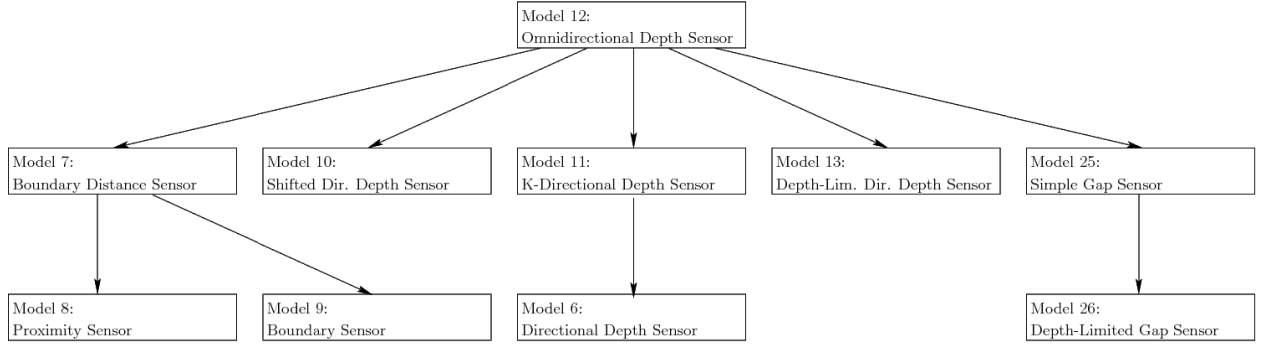 Model 12:
Omnidirectional Depth Sensor
Model 7:
Boundary Distance Sensor
Model 10:
Shifted Dir. Depth Sensor
Model 11:
K-Directional Depth Sensor
Model 13:
Depth-Lim. Dir. Depth Sensor
Model 25:
Simple Gap Sensor
Model 8:
Proximity Sensor
Model 9:
Boundary Sensor
Model 6:
Directional Depth Sensor
Model 26:
Depth-Limited Gap Sensor